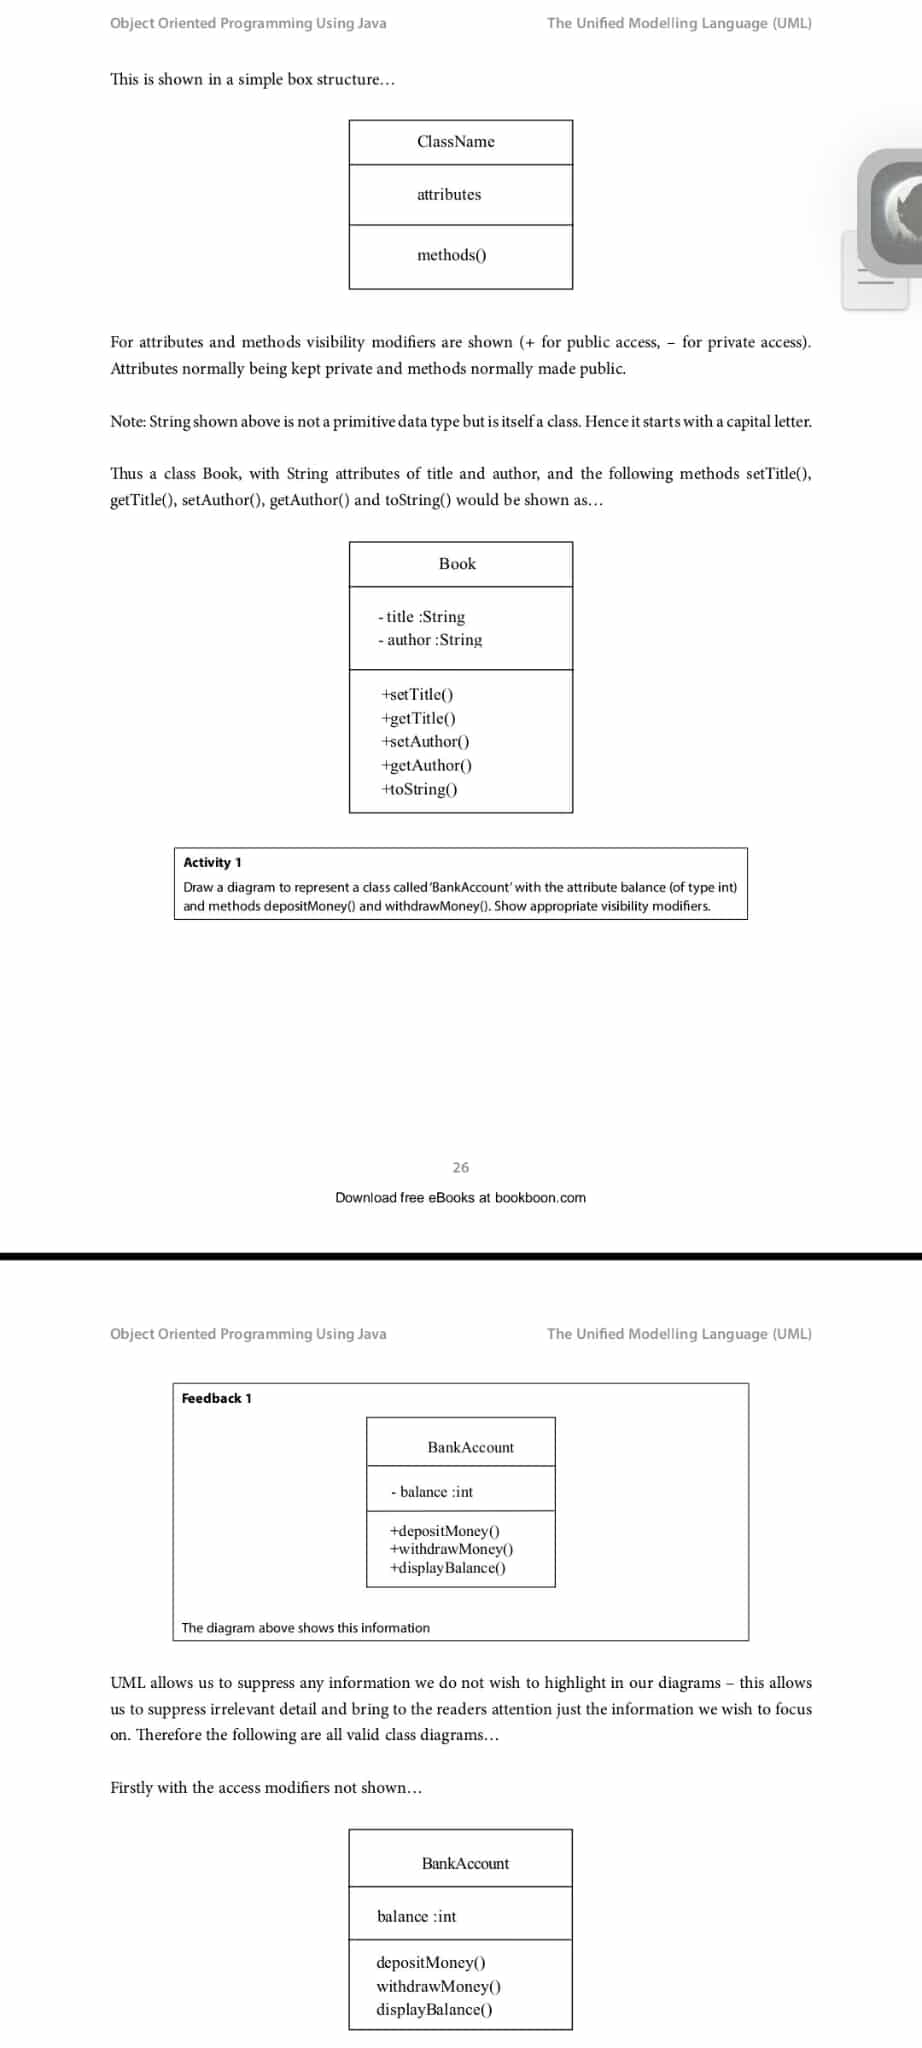 Object Oriented Programming Using Java
The Unified Modelling Language (UML)
This is shown in a simple box structure…
ClassName
attributes
methods()
For attributes and methods visibility modifiers are shown (+ for public access, – for private access).
Attributes normally being kept private and methods normally made public.
Note: String shown above is not a primitive data type but is itself a class. Hence it starts with a capital letter.
Thus a class Book, with String attributes of title and author, and the following methods setTitle(),
getTitle(), setAuthor(), getAuthor() and toString() would be shown as…
Book
- title :String
- author :String
+setTitle()
+getTitle()
+setAuthor()
+getAuthor()
+toString()
Activity 1
Draw a diagram to represent a class called 'BankAccount' with the attribute balance (of type int)
and methods depositMoney() and withdrawMoney(). Show appropriate visibility modifiers.
26
Download free eBooks at bookboon.com
Object Oriented Programming Using Java
The Unified Modelling Language (UML)
Feedback 1
BankAccount
- balance :int
+depositMoney()
+withdrawMoney()
+displayBalance()
The diagram above shows this information
UML allows us to suppress any information we do not wish to highlight in our diagrams – this allows
us to suppress irrelevant detail and bring to the readers attention just the information we wish to focus
on. Therefore the following are all valid class diagrams…
Firstly with the access modifiers not shown…
BankAccount
balance :int
depositMoney()
withdrawMoney()
displayBalance()